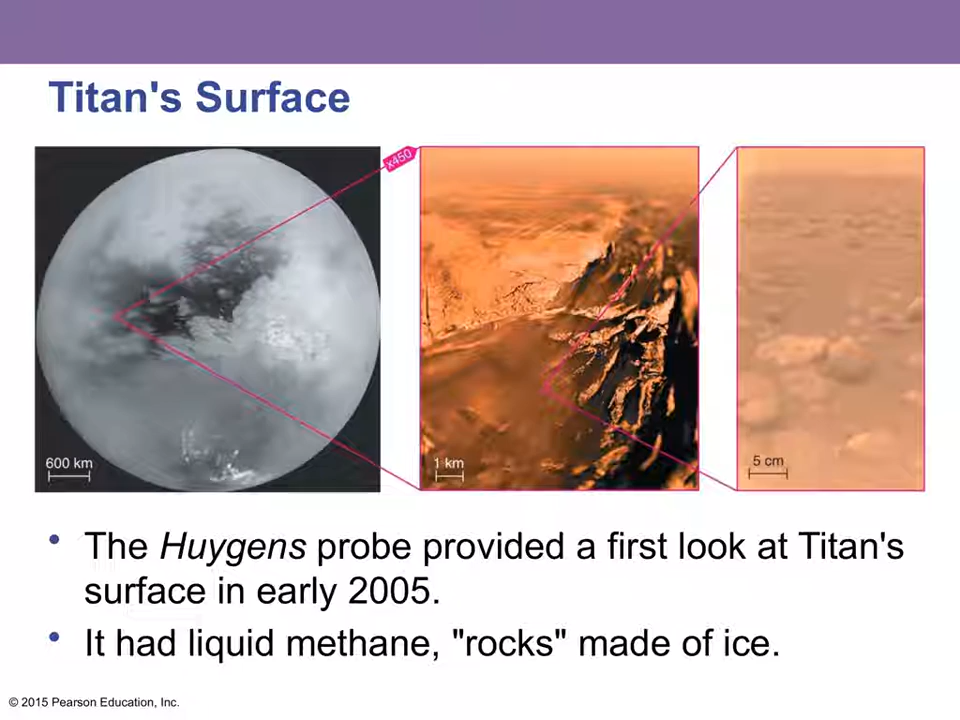 Titan's Surface
x450
600 km
1 km
5 cm
• The Huygens probe provided a first look at Titan's
surface in early 2005.
• It had liquid methane, "rocks" made of ice.
© 2015 Pearson Education, Inc.